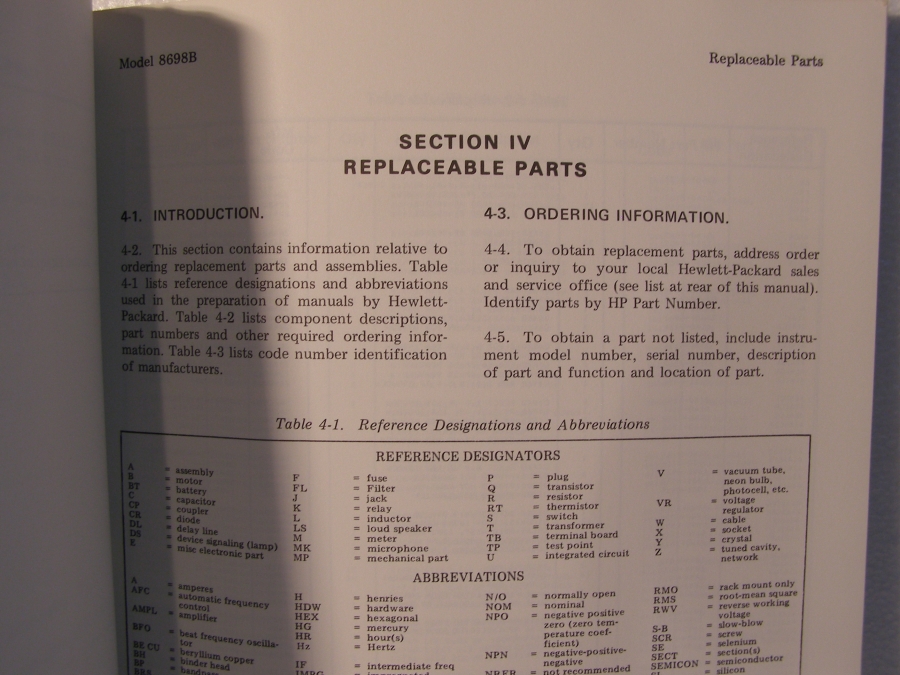 Model 8698B
Replaceable Parts
SECTION IV
REPLACEABLE PARTS
4-1. INTRODUCTION.
4-2. This section contains information relative to
ordering replacement parts and assemblies. Table
4-1 lists reference designations and abbreviations
used in the preparation of manuals by Hewlett-
Packard. Table 4-2 lists component descriptions,
part numbers and other required ordering infor-
mation. Table 4-3 lists code number identification
of manufacturers.
4-3. ORDERING INFORMATION.
4-4. To obtain replacement parts, address order
or inquiry to your local Hewlett-Packard sales
and service office (see list at rear of this manual).
Identify parts by HP Part Number.
4-5. To obtain a part not listed, include instru-
ment model number, serial number, description
of part and function and location of part.
Table 4-1. Reference Designations and Abbreviations
REFERENCE DESIGNATORS
A = assembly
B = motor
BT = battery
C = capacitor
CP = coupler
CR = diode
DL = delay line
DS = device signaling (lamp)
E = misc electronic part
F = fuse
FL = Filter
J = jack
K = relay
L = inductor
LS = loud speaker
M = meter
MK = microphone
MP = mechanical part
P = plug
Q = transistor
R = resistor
RT = thermistor
S = switch
T = transformer
TB = terminal board
TP = test point
U = integrated circuit
V = vacuum tube,
neon bulb,
photocell, etc.
VR = voltage
regulator
W = cable
X = socket
Y = crystal
Z = tuned cavity,
network
ABBREVIATIONS
A = amperes
AFC = automatic frequency
control
AMPL = amplifier
BFO = beat frequency oscilla-
tor
BE CU = beryllium copper
BH = binder head
BP
BRS
H = henries
HDW = hardware
HEX = hexagonal
HG = mercury
HR = hour(s)
Hz = Hertz
IF = intermediate freq
IMPG = impregnated
N/O = normally open
NOM = nominal
NPO = negative positive
zero (zero tem-
perature coef-
ficient)
NPN = negative-positive-
negative
NRFR = not recommended
RMO = rack mount only
RMS = root-mean square
RWV = reverse working
voltage
S-B = slow-blow
SCR = screw
SE = selenium
SECT = section(s)
SEMICON = semiconductor
SI = silicon